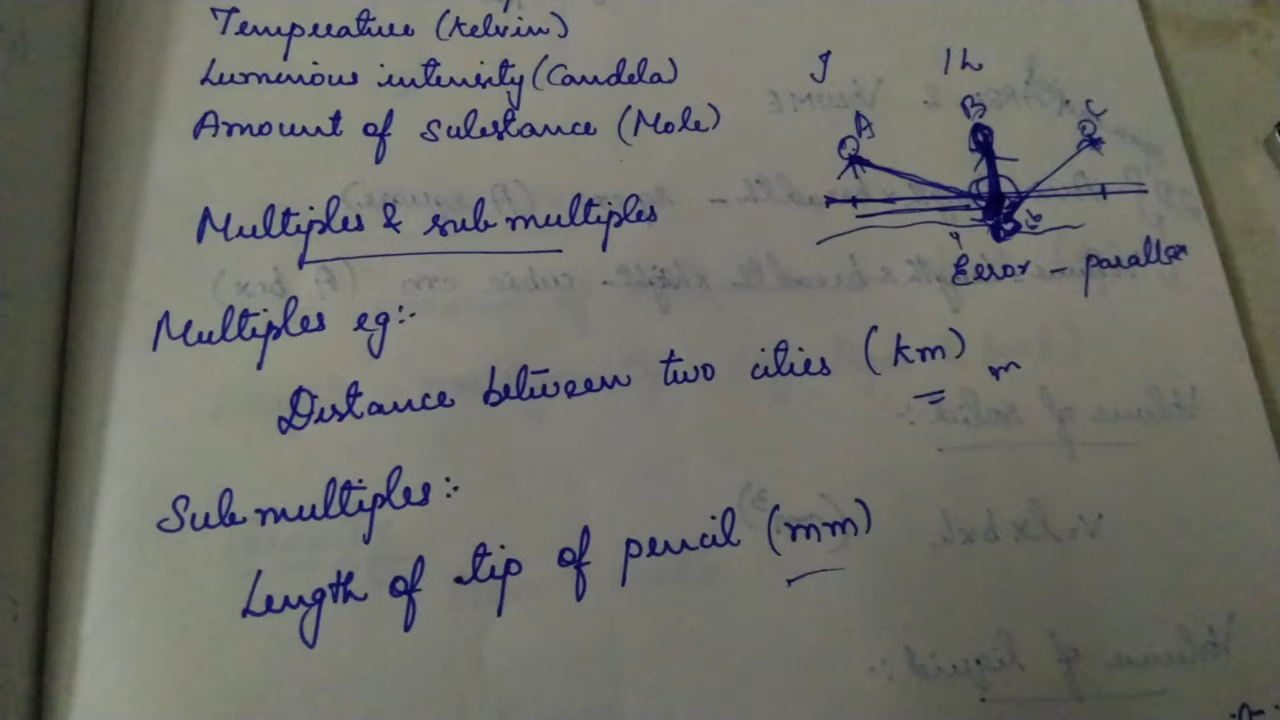 Temperature (Kelvin)
Luminious intensity (Candela)
Amount of substance (Mole)
A B C
Error - parallax
Multiples & sub multiples
Multiples eg:-
Distance between two cities (km) m
Sub multiples:-
Length of tip of pencil (mm)